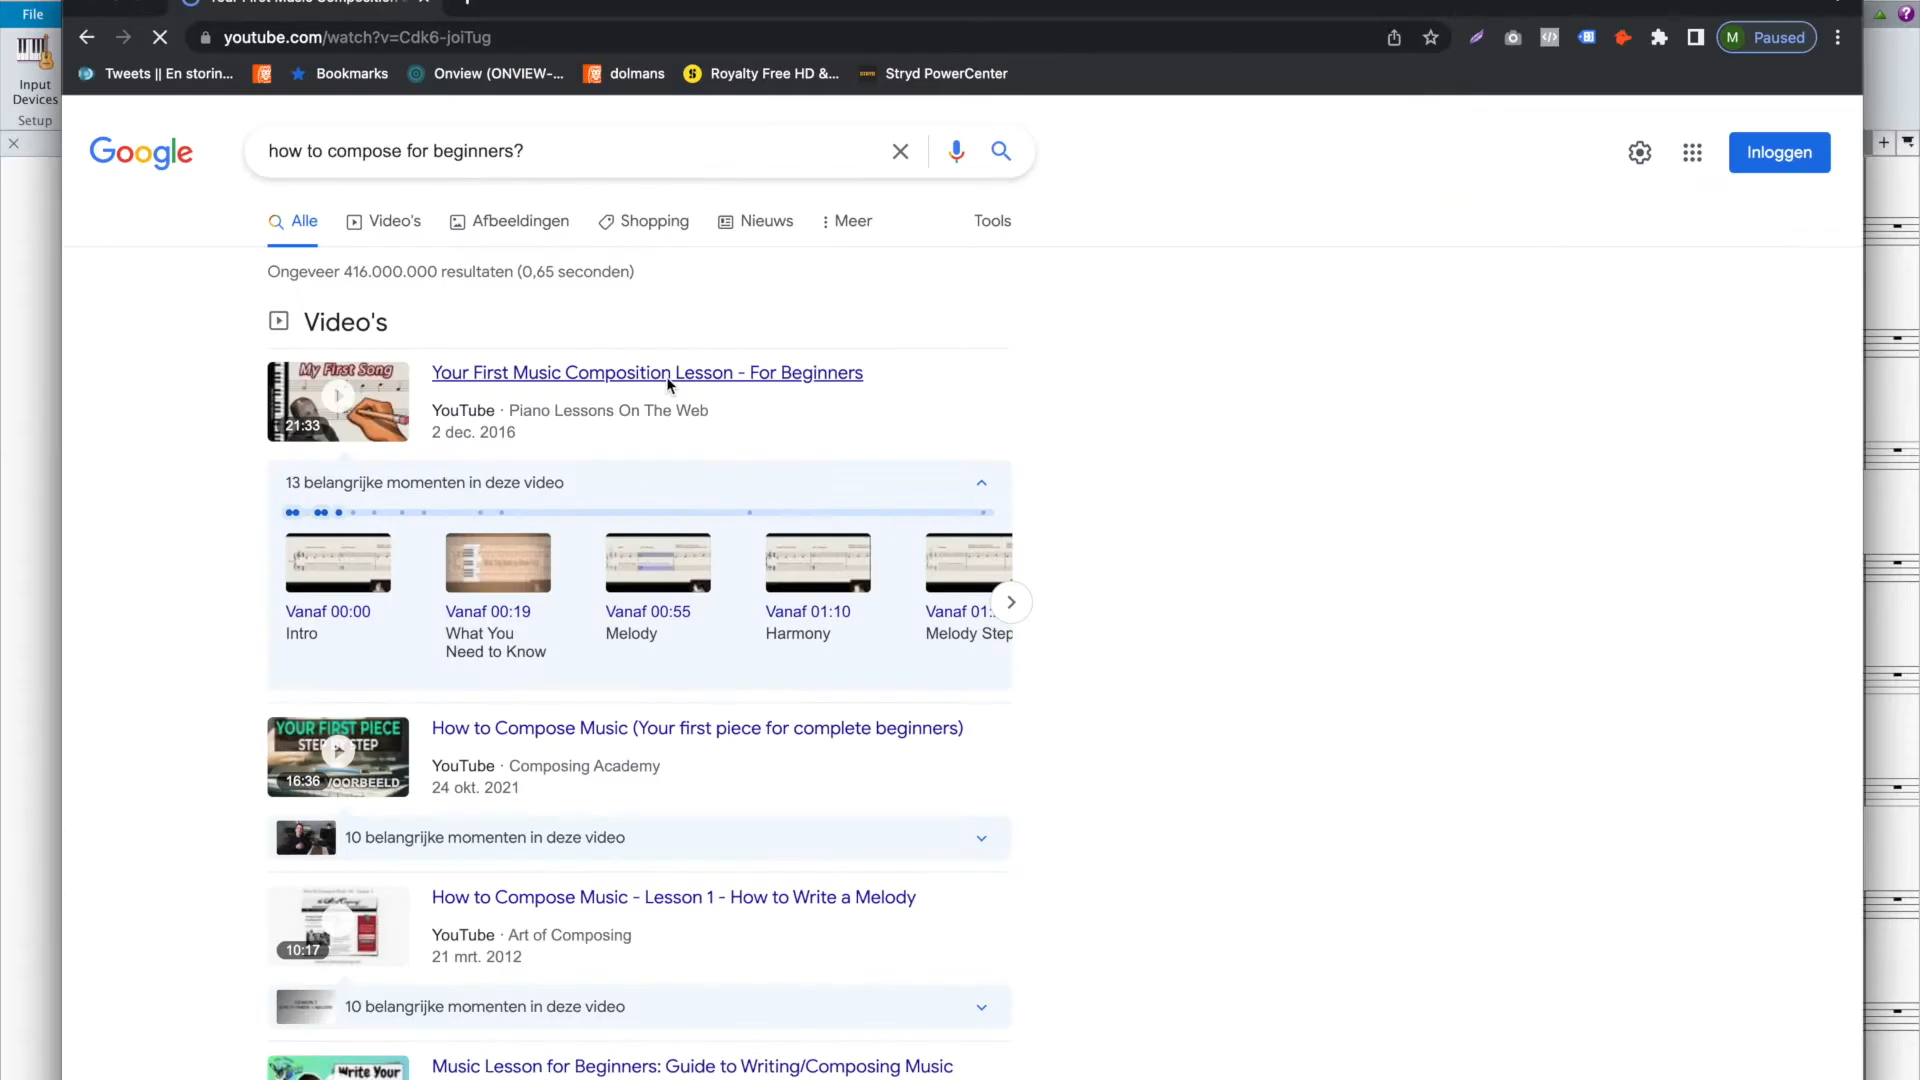 File
Input
Devices
Setup
youtube.com/watch?v=Cdk6-joiTug
M Paused
Tweets || En storin...
Bookmarks
Onview (ONVIEW-...
dolmans
Royalty Free HD &...
Stryd PowerCenter
Google
how to compose for beginners?
Inloggen
Alle
Video's
Afbeeldingen
Shopping
Nieuws
Meer
Tools
Ongeveer 416.000.000 resultaten (0,65 seconden)
Video's
My First Song
21:33
Your First Music Composition Lesson - For Beginners
YouTube · Piano Lessons On The Web
2 dec. 2016
13 belangrijke momenten in deze video
Vanaf 00:00
Intro
Vanaf 00:19
What You
Need to Know
Vanaf 00:55
Melody
Vanaf 01:10
Harmony
Vanaf 01:
Melody Step
YOUR FIRST PIECE
STEP BY STEP
VOORBEELD
16:36
How to Compose Music (Your first piece for complete beginners)
YouTube · Composing Academy
24 okt. 2021
10 belangrijke momenten in deze video
10:17
How to Compose Music - Lesson 1 - How to Write a Melody
YouTube · Art of Composing
21 mrt. 2012
10 belangrijke momenten in deze video
Write Your
Music Lesson for Beginners: Guide to Writing/Composing Music